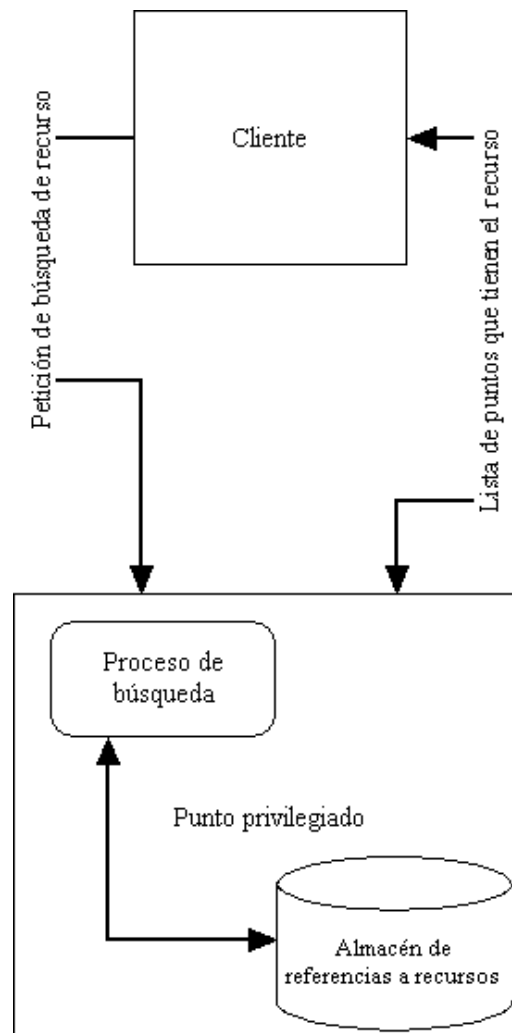 Cliente
Petición de búsqueda de recurso
Lista de puntos que tienen el recurso
Proceso de
búsqueda
Punto privilegiado
Almacén de
referencias a recursos